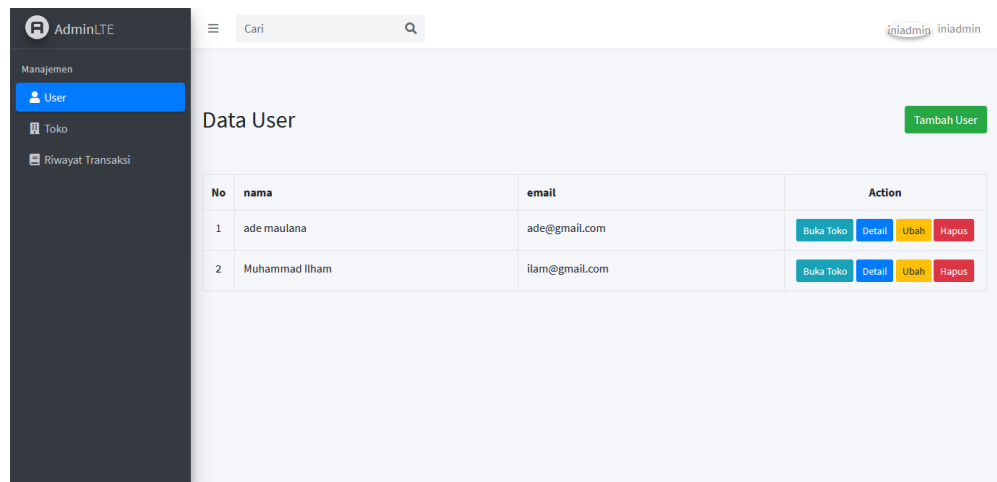 AdminLTE
Cari
iniadmin iniadmin
Manajemen
User
Toko
Riwayat Transaksi
Data User
Tambah User
No nama email Action
1 ade maulana ade@gmail.com Buka Toko Detail Ubah Hapus
2 Muhammad Ilham ilam@gmail.com Buka Toko Detail Ubah Hapus